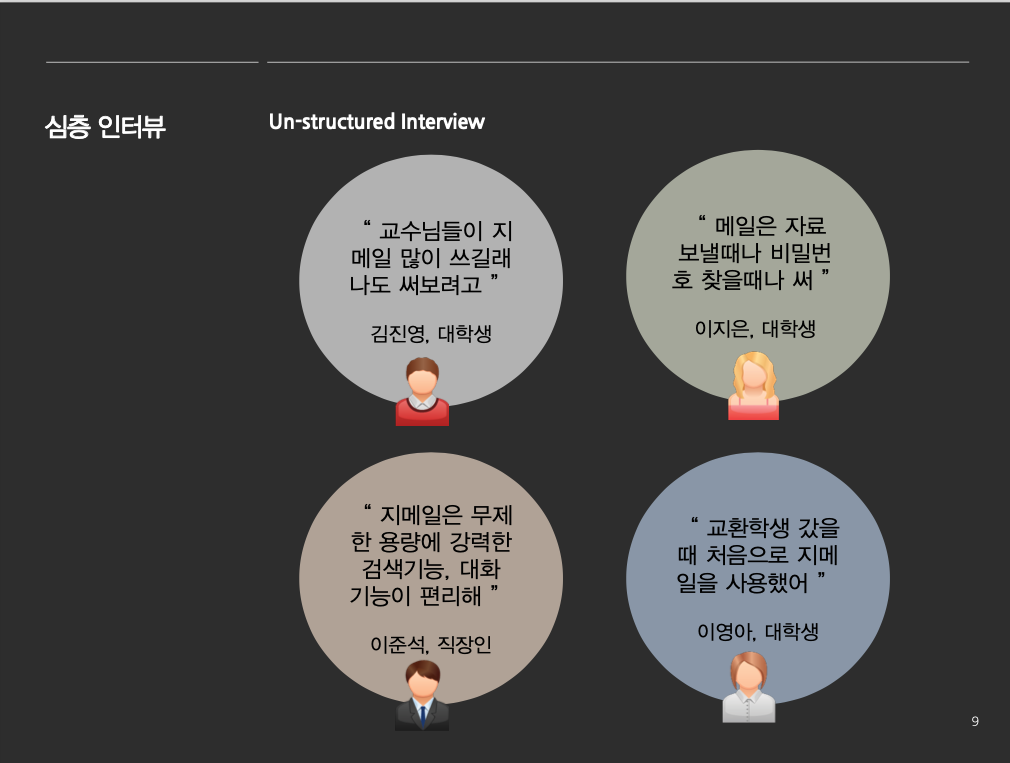 심층 인터뷰
Un-structured Interview
“ 교수님들이 지
메일 많이 쓰길래
나도 써보려고 ”
김진영, 대학생
“ 메일은 자료
보낼때나 비밀번
호 찾을때나 써 ”
이지은, 대학생
“ 지메일은 무제
한 용량에 강력한
검색기능, 대화
기능이 편리해 ”
이준석, 직장인
“ 교환학생 갔을
때 처음으로 지메
일을 사용했어 ”
이영아, 대학생
9